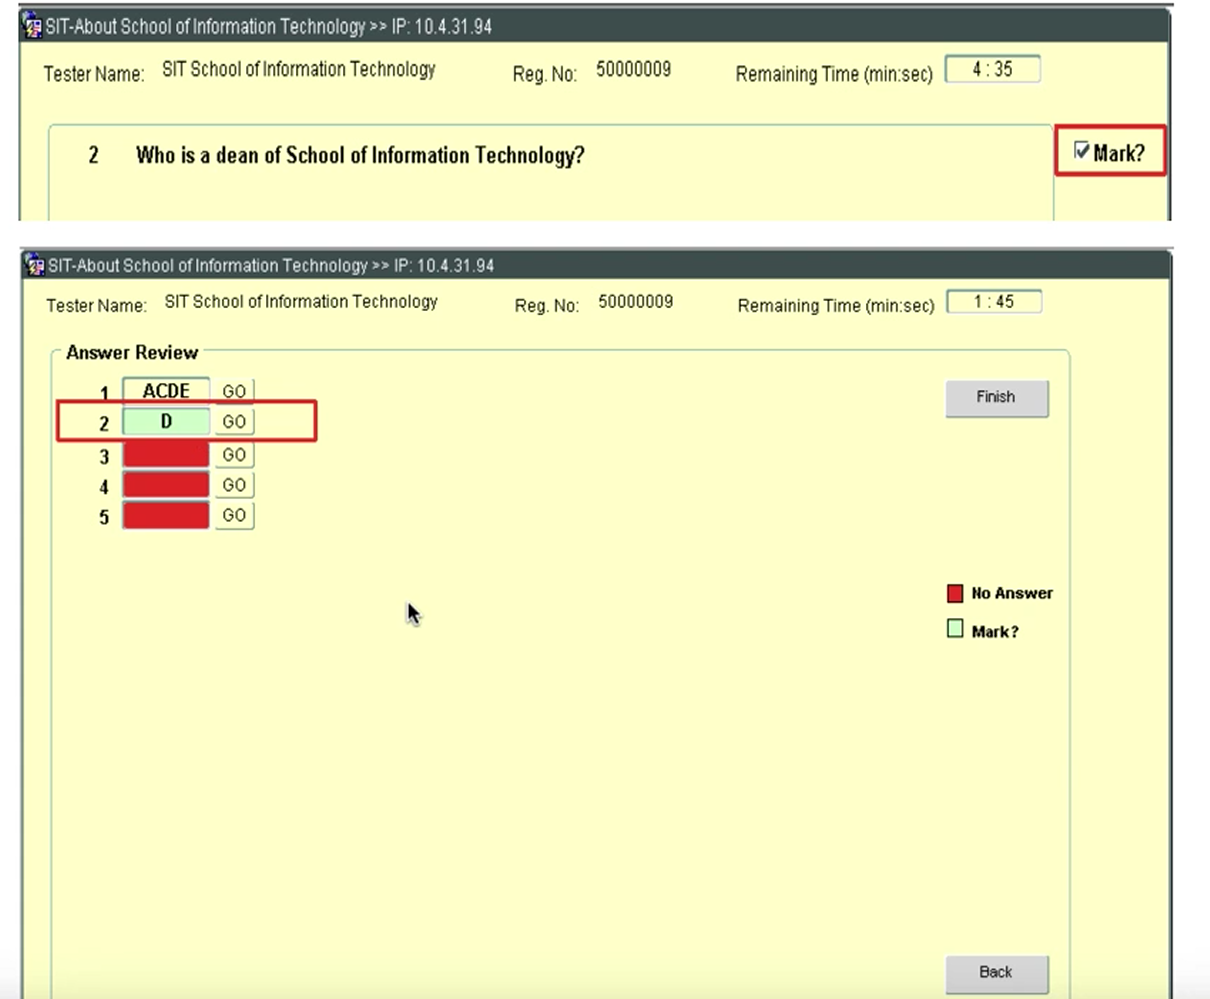 SIT-About School of Information Technology >> IP: 10.4.31.94
Tester Name: SIT School of Information Technology Reg. No: 50000009 Remaining Time (min:sec) 4 : 35
2 Who is a dean of School of Information Technology? Mark?
SIT-About School of Information Technology >> IP: 10.4.31.94
Tester Name: SIT School of Information Technology Reg. No: 50000009 Remaining Time (min:sec) 1 : 45
Answer Review
1 ACDE GO Finish
2 D GO
3 GO
4 GO
5 GO
No Answer
Mark?
Back